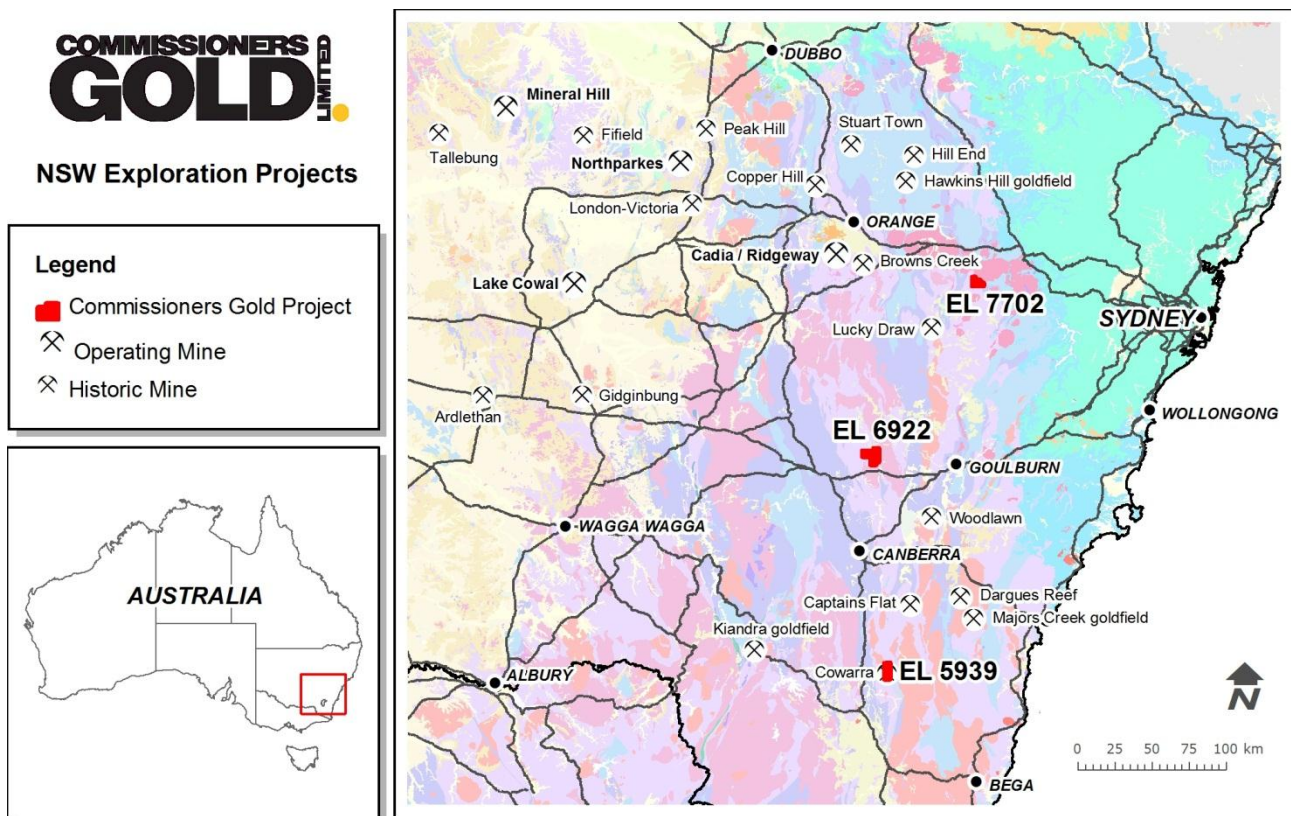 COMMISSIONERS
GOLD
LIMITED
NSW Exploration Projects
Legend
Commissioners Gold Project
Operating Mine
Historic Mine
AUSTRALIA
DUBBO
Mineral Hill
Tallebung
Fifield
Peak Hill
Northparkes
Stuart Town
Hill End
Copper Hill
Hawkins Hill goldfield
London-Victoria
ORANGE
Cadia / Ridgeway
Browns Creek
Lake Cowal
EL 7702
SYDNEY
Lucky Draw
Ardlethan
Gidginbung
WOLLONGONG
EL 6922
GOULBURN
WAGGA WAGGA
Woodlawn
CANBERRA
Captains Flat
Dargues Reef
Majors Creek goldfield
Kiandra goldfield
ALBURY
Cowarra
EL 5939
N
0 25 50 75 100 km
BEGA